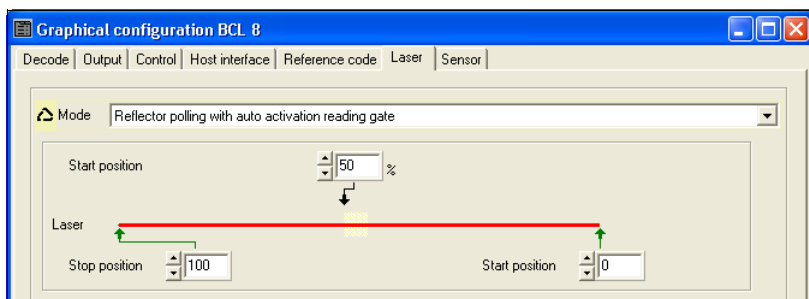 Graphical configuration BCL 8
Decode Output Control Host interface Reference code Laser Sensor
Mode Reflector polling with auto activation reading gate
Start position 50 %
Laser
Stop position 100 Start position 0